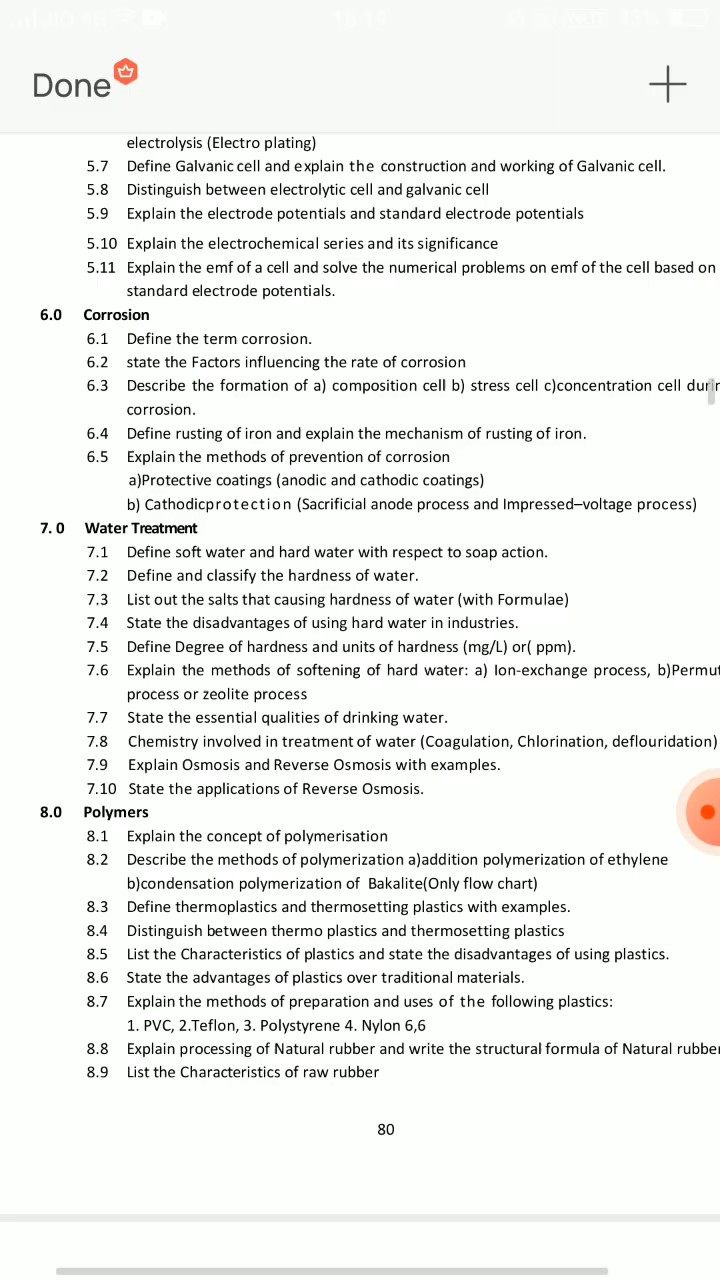 Done
electrolysis (Electro plating)
5.7 Define Galvanic cell and explain the construction and working of Galvanic cell.
5.8 Distinguish between electrolytic cell and galvanic cell
5.9 Explain the electrode potentials and standard electrode potentials
5.10 Explain the electrochemical series and its significance
5.11 Explain the emf of a cell and solve the numerical problems on emf of the cell based on
standard electrode potentials.
6.0 Corrosion
6.1 Define the term corrosion.
6.2 state the Factors influencing the rate of corrosion
6.3 Describe the formation of a) composition cell b) stress cell c)concentration cell durin
corrosion.
6.4 Define rusting of iron and explain the mechanism of rusting of iron.
6.5 Explain the methods of prevention of corrosion
a)Protective coatings (anodic and cathodic coatings)
b) Cathodicprotection (Sacrificial anode process and Impressed–voltage process)
7. 0 Water Treatment
7.1 Define soft water and hard water with respect to soap action.
7.2 Define and classify the hardness of water.
7.3 List out the salts that causing hardness of water (with Formulae)
7.4 State the disadvantages of using hard water in industries.
7.5 Define Degree of hardness and units of hardness (mg/L) or( ppm).
7.6 Explain the methods of softening of hard water: a) Ion-exchange process, b)Permut
process or zeolite process
7.7 State the essential qualities of drinking water.
7.8 Chemistry involved in treatment of water (Coagulation, Chlorination, deflouridation)
7.9 Explain Osmosis and Reverse Osmosis with examples.
7.10 State the applications of Reverse Osmosis.
8.0 Polymers
8.1 Explain the concept of polymerisation
8.2 Describe the methods of polymerization a)addition polymerization of ethylene
b)condensation polymerization of Bakalite(Only flow chart)
8.3 Define thermoplastics and thermosetting plastics with examples.
8.4 Distinguish between thermo plastics and thermosetting plastics
8.5 List the Characteristics of plastics and state the disadvantages of using plastics.
8.6 State the advantages of plastics over traditional materials.
8.7 Explain the methods of preparation and uses of the following plastics:
1. PVC, 2.Teflon, 3. Polystyrene 4. Nylon 6,6
8.8 Explain processing of Natural rubber and write the structural formula of Natural rubber
8.9 List the Characteristics of raw rubber
80